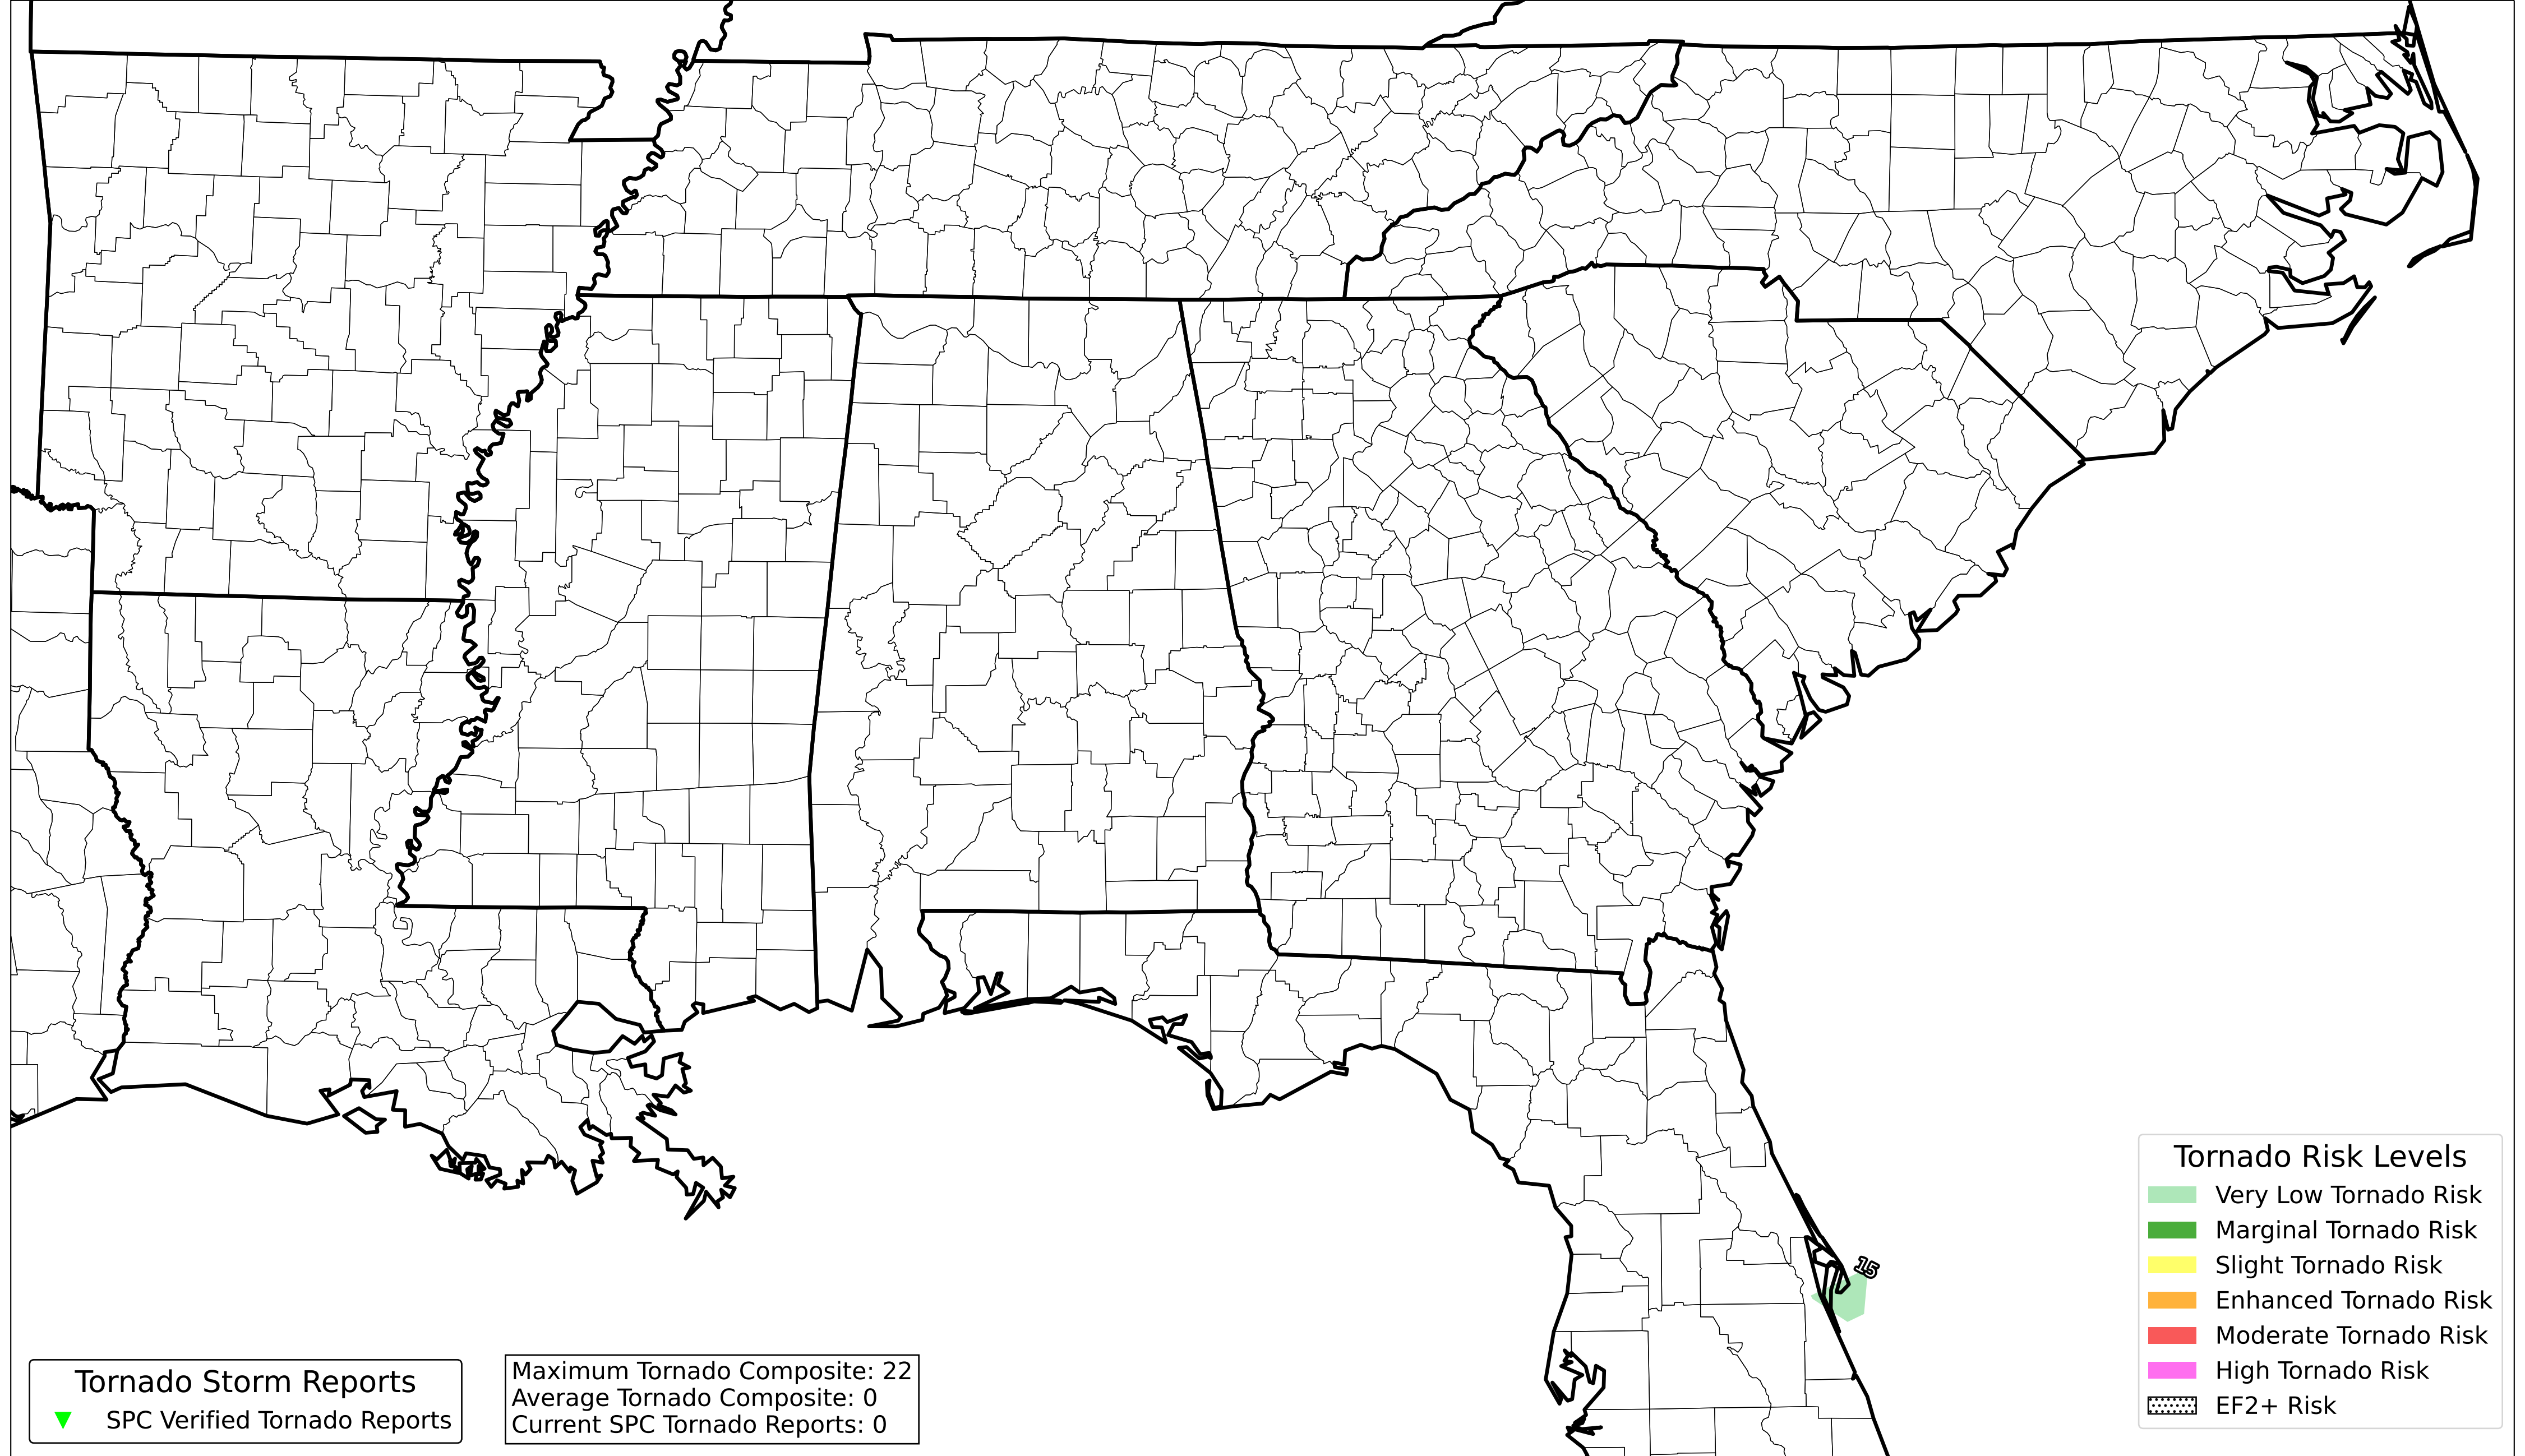 15
Tornado Risk Levels
Very Low Tornado Risk
Marginal Tornado Risk
Slight Tornado Risk
Enhanced Tornado Risk
Moderate Tornado Risk
High Tornado Risk
EF2+ Risk
Tornado Storm Reports
SPC Verified Tornado Reports
Maximum Tornado Composite: 22
Average Tornado Composite: 0
Current SPC Tornado Reports: 0